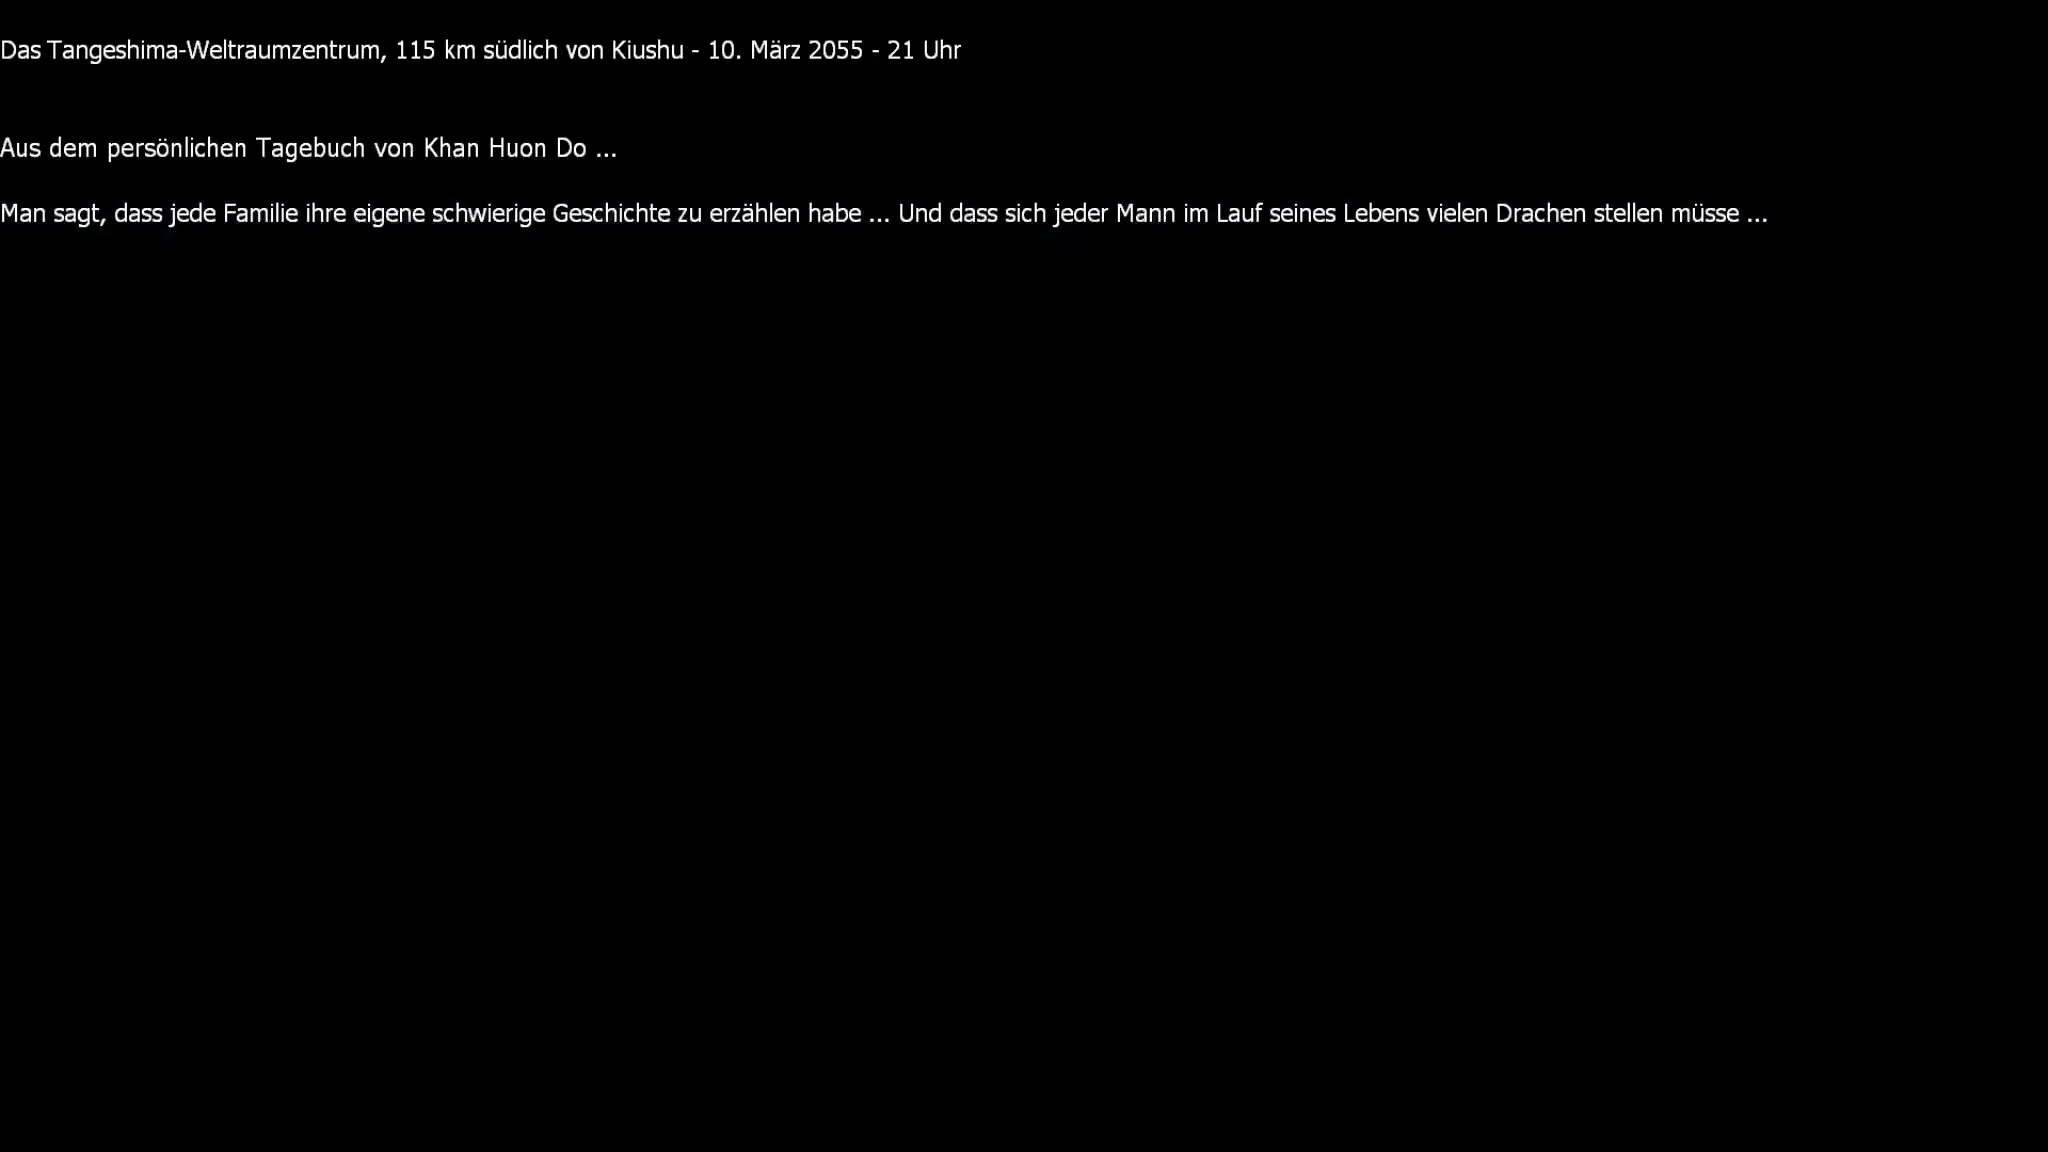 Das Tangeshima-Weltraumzentrum, 115 km südlich von Kiushu - 10. März 2055 - 21 Uhr
Aus dem persönlichen Tagebuch von Khan Huon Do ...
Man sagt, dass jede Familie ihre eigene schwierige Geschichte zu erzählen habe ... Und dass sich jeder Mann im Lauf seines Lebens vielen Drachen stellen müsse ...